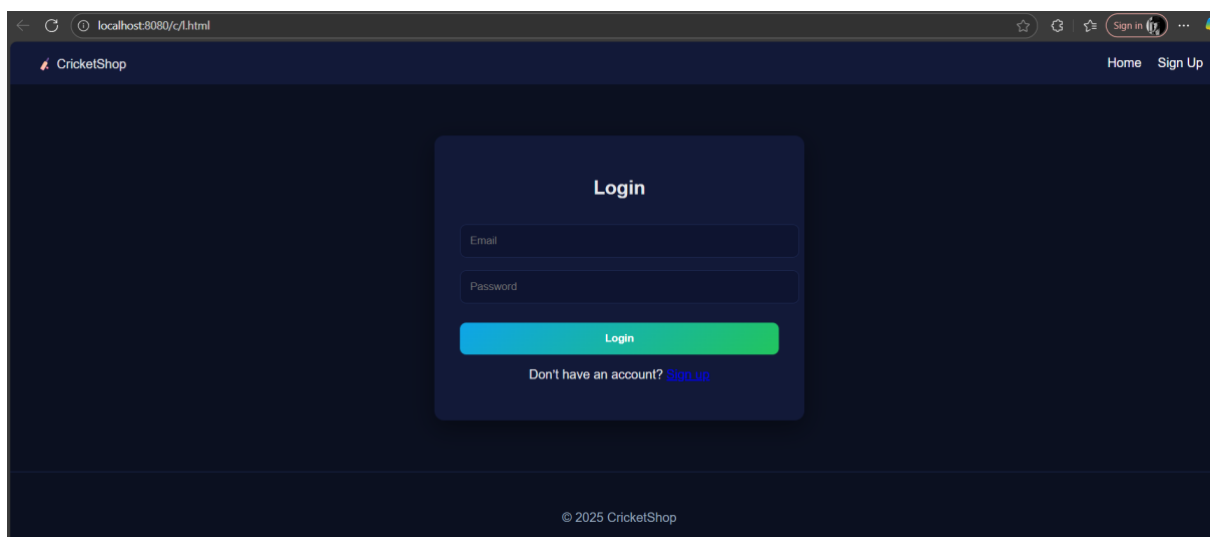 localhost:8080/c/l.html
Sign in
CricketShop
Home Sign Up
Login
Email
Password
Login
Don't have an account? Sign up
© 2025 CricketShop